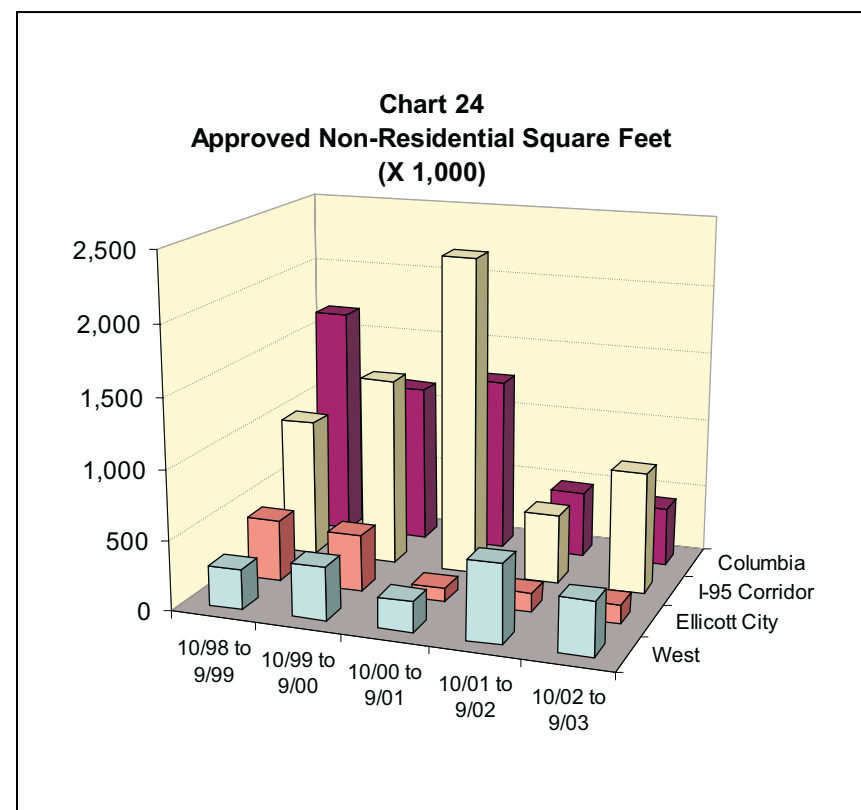 Chart 24
Approved Non-Residential Square Feet
(X 1,000)
2,500
2,000
1,500
1,000
500
0
10/98 to
9/99
10/99 to
9/00
10/00 to
9/01
10/01 to
9/02
10/02 to
9/03
Columbia
I-95 Corridor
Ellicott City
West